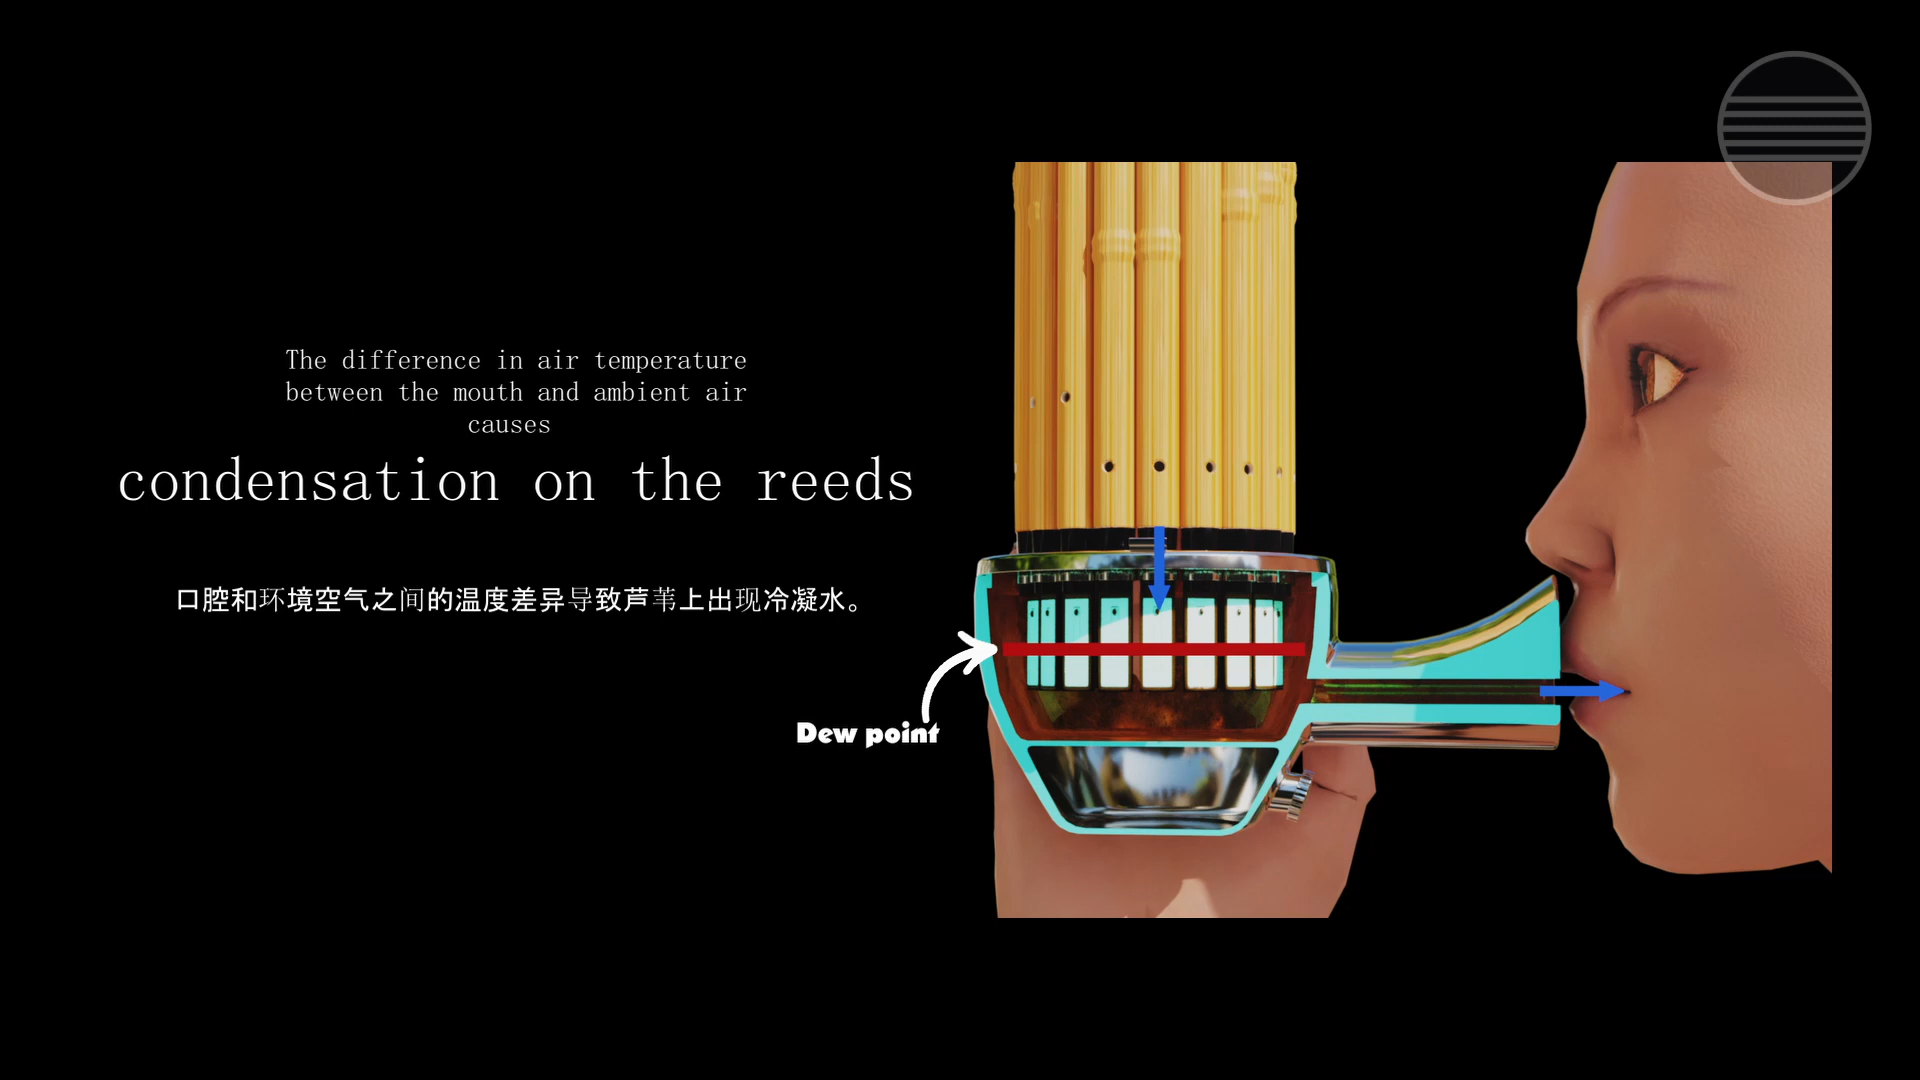 The difference in air temperature
between the mouth and ambient air
causes
condensation on the reeds
口腔和环境空气之间的温度差异导致芦苇上出现冷凝水。
Dew point